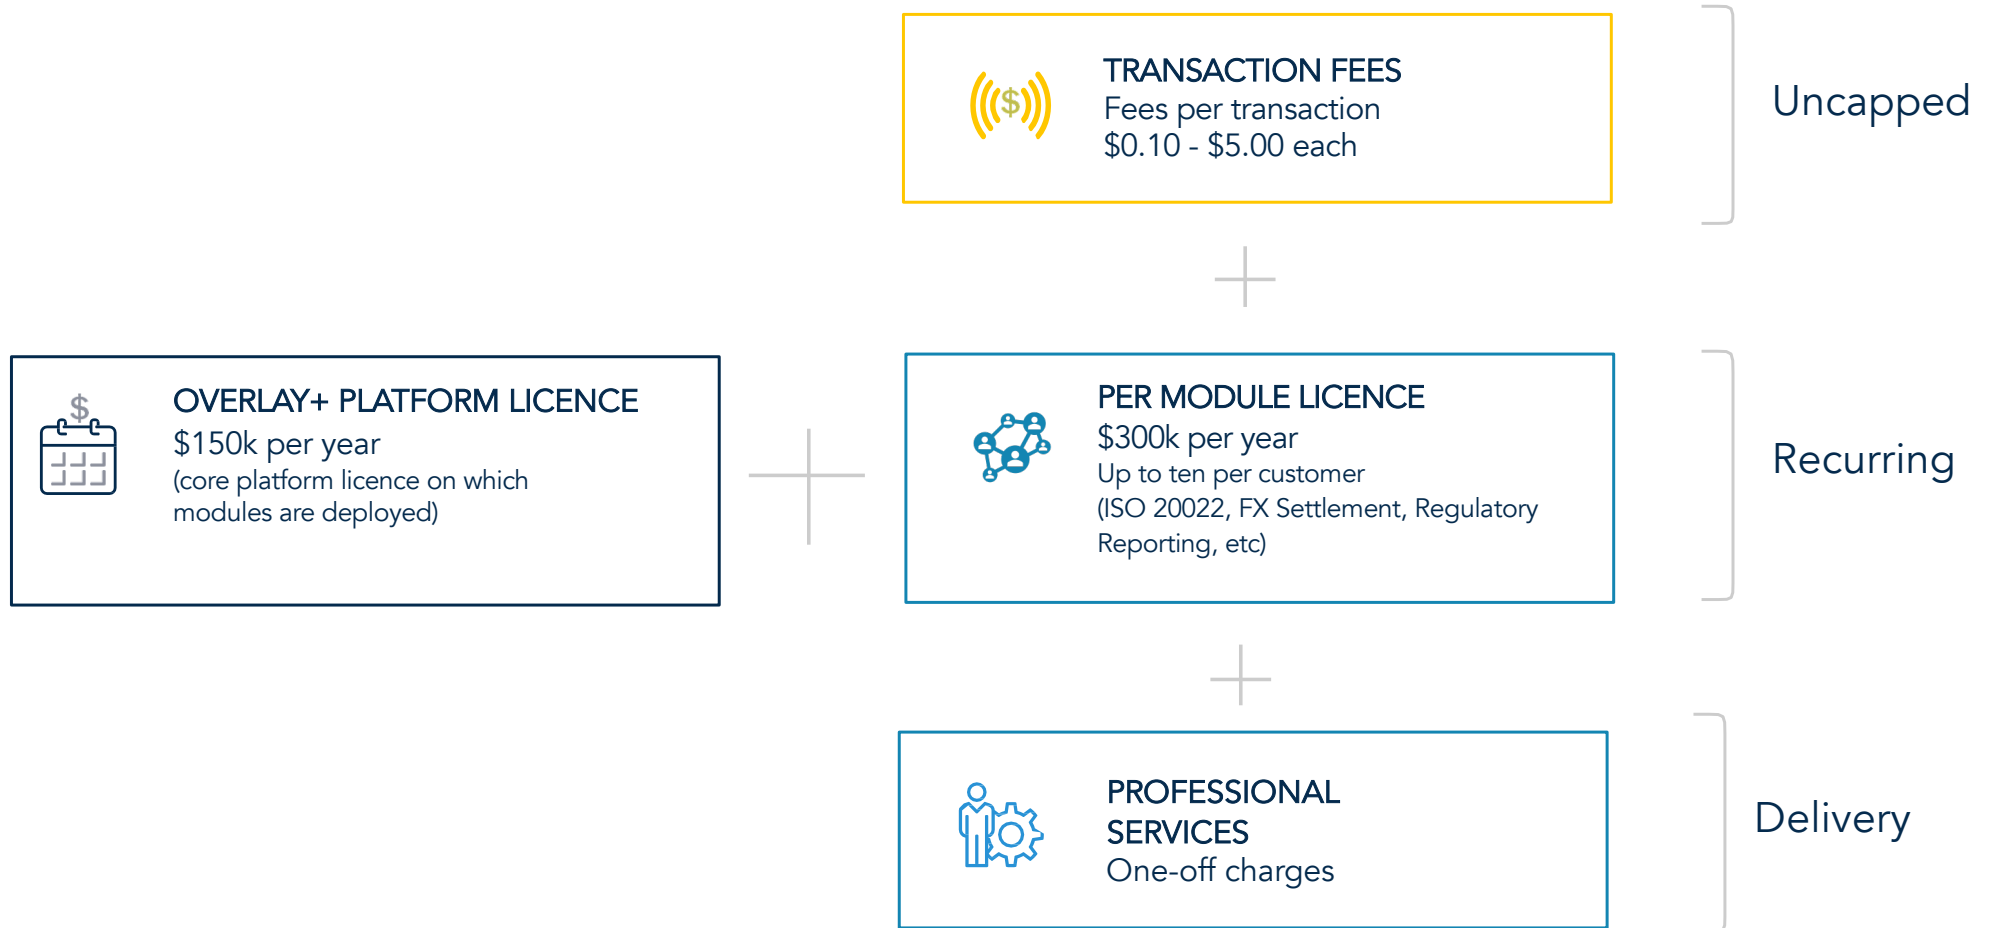 TRANSACTION FEES
Fees per transaction
$0.10 - $5.00 each
Uncapped
$
OVERLAY+ PLATFORM LICENCE
$150k per year
(core platform licence on which
modules are deployed)
PER MODULE LICENCE
$300k per year
Up to ten per customer
(ISO 20022, FX Settlement, Regulatory
Reporting, etc)
Recurring
$
PROFESSIONAL
SERVICES
One-off charges
Delivery